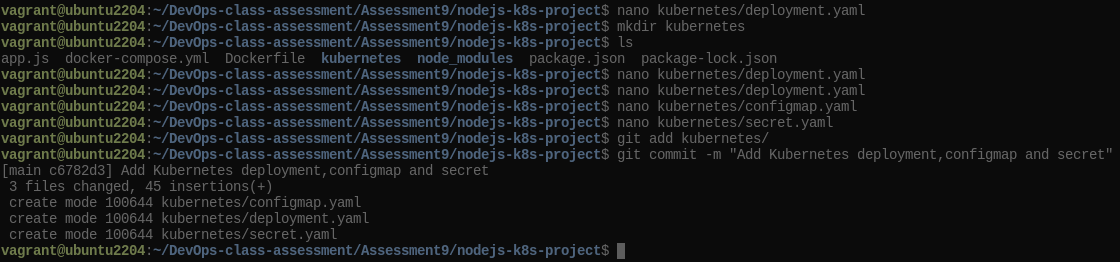 vagrant@ubuntu2204:~/DevOps-class-assessment/Assessment9/nodejs-k8s-project$ nano kubernetes/deployment.yaml
vagrant@ubuntu2204:~/DevOps-class-assessment/Assessment9/nodejs-k8s-project$ mkdir kubernetes
vagrant@ubuntu2204:~/DevOps-class-assessment/Assessment9/nodejs-k8s-project$ ls
app.js  docker-compose.yml  Dockerfile  kubernetes  node_modules  package.json  package-lock.json
vagrant@ubuntu2204:~/DevOps-class-assessment/Assessment9/nodejs-k8s-project$ nano kubernetes/deployment.yaml
vagrant@ubuntu2204:~/DevOps-class-assessment/Assessment9/nodejs-k8s-project$ nano kubernetes/deployment.yaml
vagrant@ubuntu2204:~/DevOps-class-assessment/Assessment9/nodejs-k8s-project$ nano kubernetes/configmap.yaml
vagrant@ubuntu2204:~/DevOps-class-assessment/Assessment9/nodejs-k8s-project$ nano kubernetes/secret.yaml
vagrant@ubuntu2204:~/DevOps-class-assessment/Assessment9/nodejs-k8s-project$ git add kubernetes/
vagrant@ubuntu2204:~/DevOps-class-assessment/Assessment9/nodejs-k8s-project$ git commit -m "Add Kubernetes deployment,configmap and secret"
[main c6782d3] Add Kubernetes deployment,configmap and secret
 3 files changed, 45 insertions(+)
 create mode 100644 kubernetes/configmap.yaml
 create mode 100644 kubernetes/deployment.yaml
 create mode 100644 kubernetes/secret.yaml
vagrant@ubuntu2204:~/DevOps-class-assessment/Assessment9/nodejs-k8s-project$